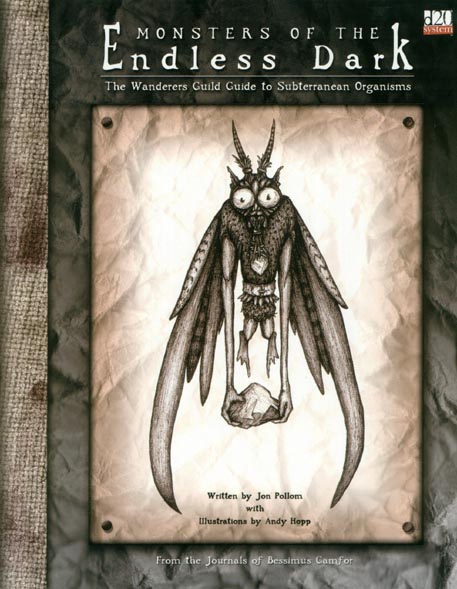 MONSTERS OF THE
Endless Dark
d20
system
The Wanderers Guild Guide to Subterranean Organisms
Written by Jon Pollom
with
Illustrations by Andy Hopp
From the Journals of Bessimus Camfor